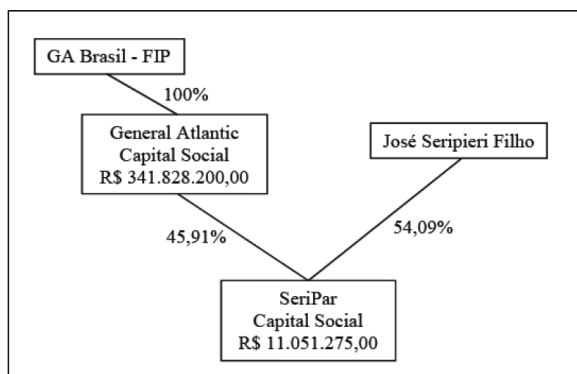 GA Brasil - FIP
100%
General Atlantic
Capital Social
R$ 341.828.200,00
José Seripieri Filho
45,91%
54,09%
SeriPar
Capital Social
R$ 11.051.275,00